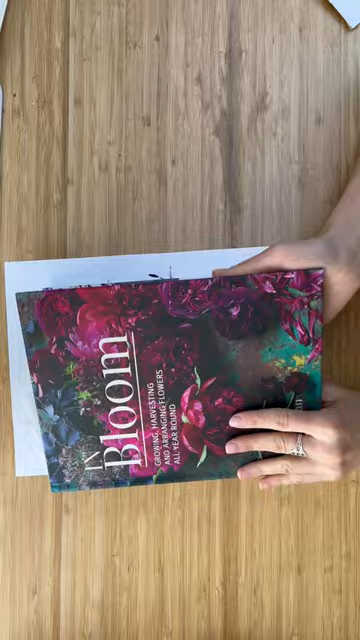 IN
Bloom
GROWING, HARVESTING
AND ARRANGING FLOWERS
ALL YEAR ROUND